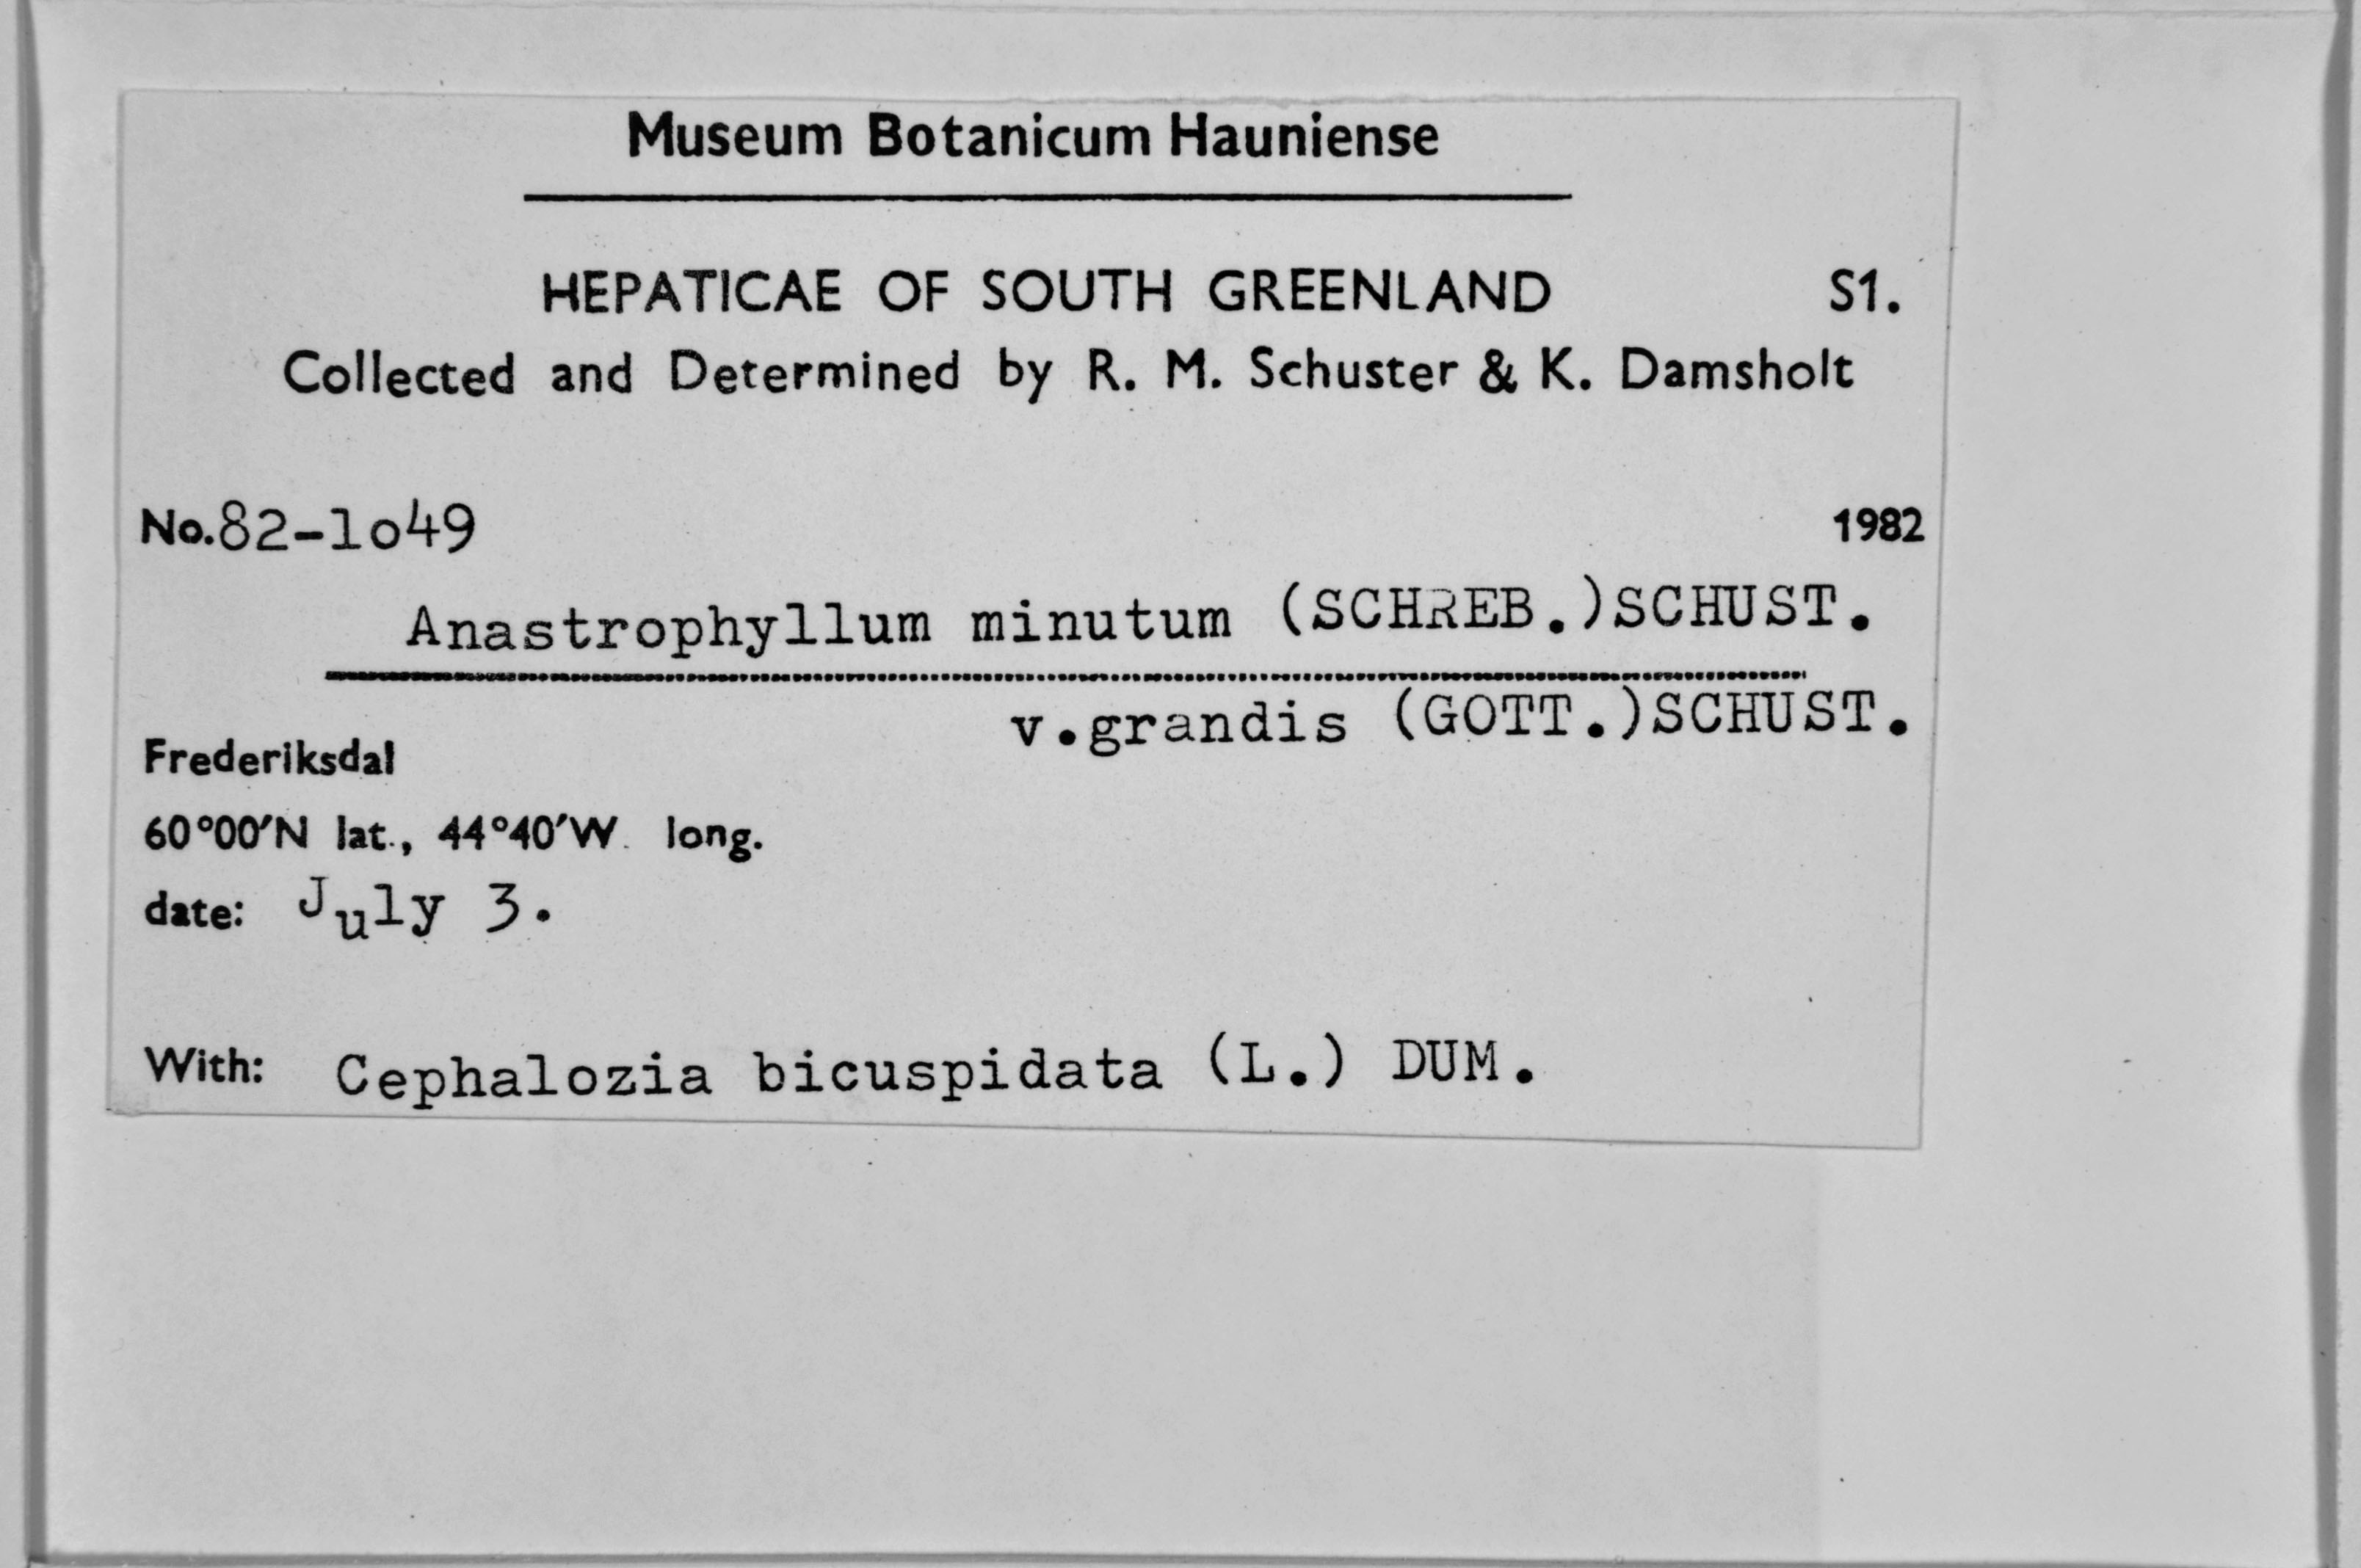 Museum Botanicum Hauniense
HEPATICAE OF SOUTH GREENLAND S1.
Collected and Determined by R. M. Schuster & K. Damsholt
No.82-1o49 1982
Anastrophyllum minutum (SCHREB.)SCHUST.
v.grandis (GOTT.)SCHUST.
Frederiksdal
60°00'N lat., 44°40'W. long.
date: July 3.
With: Cephalozia bicuspidata (L.) DUM.